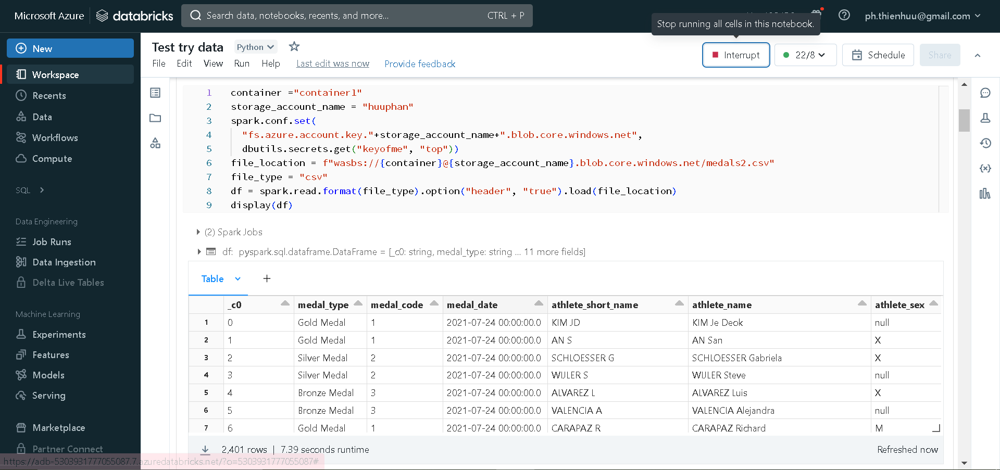 Microsoft Azure
databricks
Search data, notebooks, recents, and more...
CTRL + P
Stop running all cells in this notebook.
ph.thienhuu@gmail.com
New
Workspace
Recents
Data
Workflows
Compute
SQL
Data Engineering
Job Runs
Data Ingestion
Delta Live Tables
Machine Learning
Experiments
Features
Models
Serving
Marketplace
Partner Connect
https://adb-5303931777055087.7.azuredatabricks.net/?o=5303931777055087#
Test try data
Python
File Edit View Run Help Last edit was now Provide feedback
Interrupt
22/8
Schedule
Share
1 container ="container1"
2 storage_account_name = "huuphan"
3 spark.conf.set(
4 "fs.azure.account.key."+storage_account_name+".blob.core.windows.net",
5 dbutils.secrets.get("keyofme", "top"))
6 file_location = f"wasbs://{container}@{storage_account_name}.blob.core.windows.net/medals2.csv"
7 file_type = "csv"
8 df = spark.read.format(file_type).option("header", "true").load(file_location)
9 display(df)
(2) Spark Jobs
df: pyspark.sql.dataframe.DataFrame = [_c0: string, medal_type: string ... 11 more fields]
Table +
_c0 medal_type medal_code medal_date athlete_short_name athlete_name athlete_sex
1 0 Gold Medal 1 2021-07-24 00:00:00.0 KIM JD KIM Je Deok null
2 1 Gold Medal 1 2021-07-24 00:00:00.0 AN S AN San X
3 2 Silver Medal 2 2021-07-24 00:00:00.0 SCHLOESSER G SCHLOESSER Gabriela X
4 3 Silver Medal 2 2021-07-24 00:00:00.0 WIJLER S WIJLER Steve null
5 4 Bronze Medal 3 2021-07-24 00:00:00.0 ALVAREZ L ALVAREZ Luis X
6 5 Bronze Medal 3 2021-07-24 00:00:00.0 VALENCIA A VALENCIA Alejandra null
7 6 Gold Medal 1 2021-07-24 00:00:00.0 CARAPAZ R CARAPAZ Richard M
2,401 rows | 7.39 seconds runtime
Refreshed now